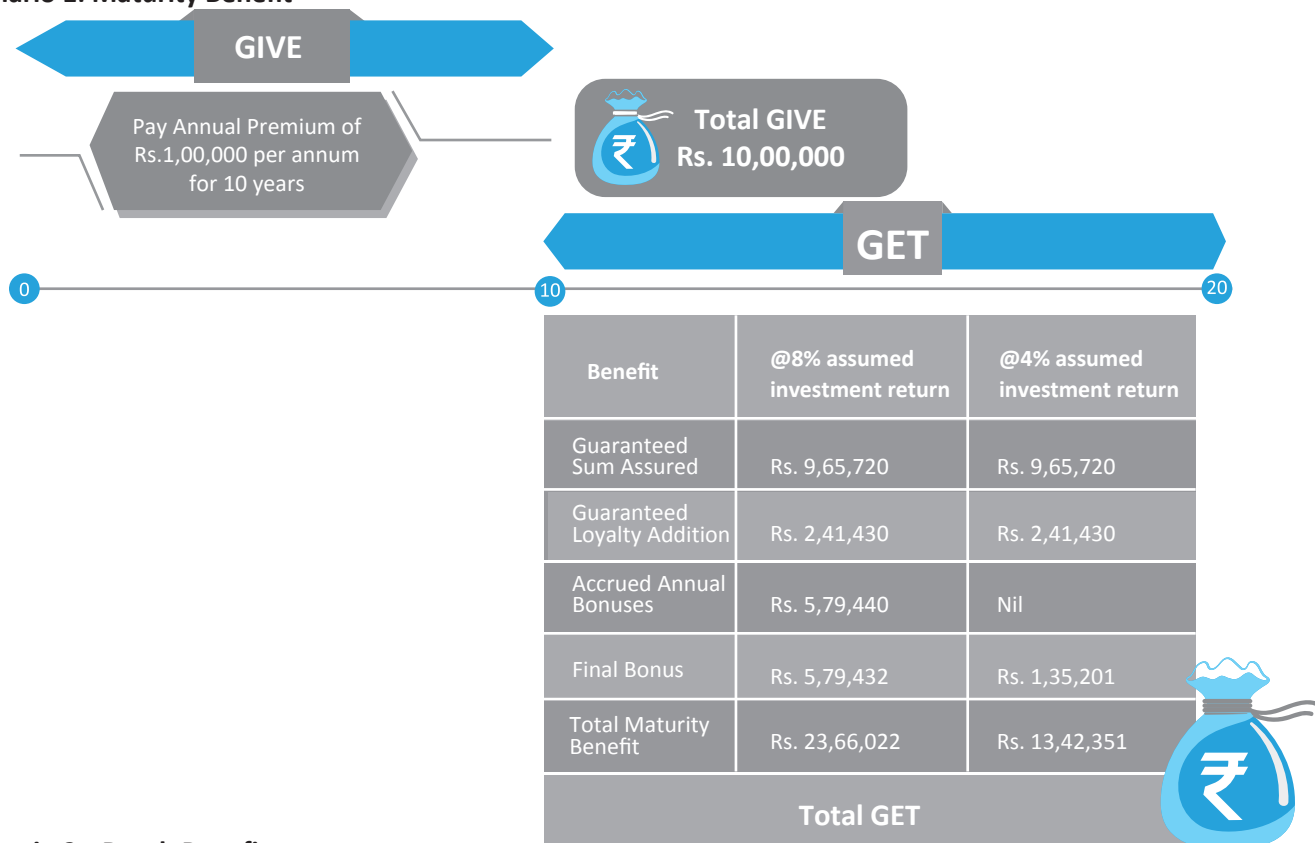 GIVE
Pay Annual Premium of
Rs.1,00,000 per annum
for 10 years
₹
Total GIVE
Rs. 10,00,000
GET
0
10
20
Benefit
@8% assumed
investment return
@4% assumed
investment return
Guaranteed
Sum Assured
Rs. 9,65,720
Rs. 9,65,720
Guaranteed
Loyalty Addition
Rs. 2,41,430
Rs. 2,41,430
Accrued Annual
Bonuses
Rs. 5,79,440
Nil
Final Bonus
Rs. 5,79,432
Rs. 1,35,201
Total Maturity
Benefit
Rs. 23,66,022
Rs. 13,42,351
₹
Total GET